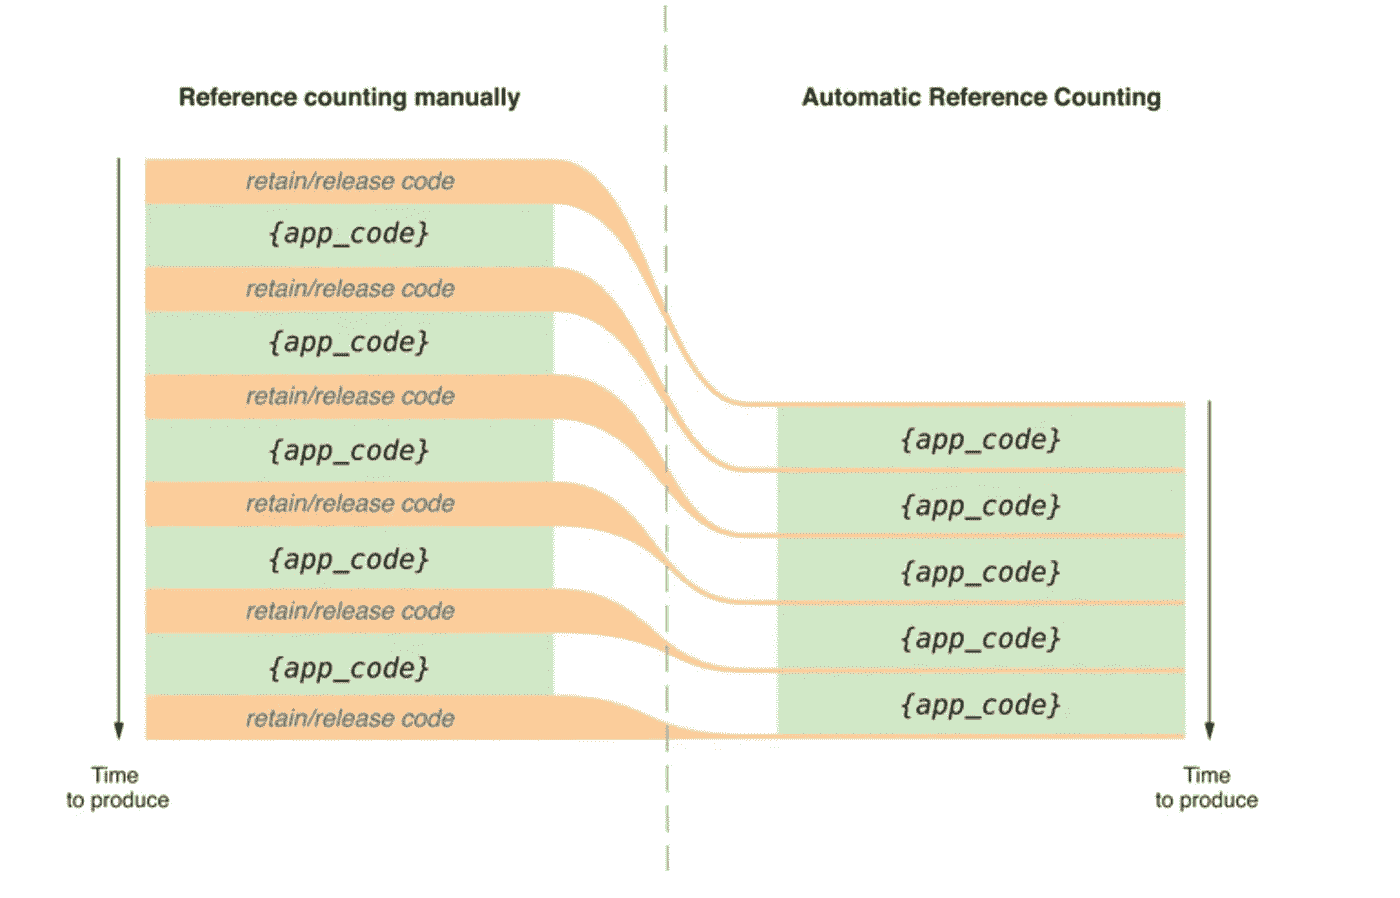 Reference counting manually
retain/release code
{app_code}
retain/release code
{app_code}
retain/release code
{app_code}
retain/release code
{app_code}
retain/release code
{app_code}
retain/release code
Time
to produce
Automatic Reference Counting
{app_code}
{app_code}
{app_code}
{app_code}
{app_code}
Time
to produce